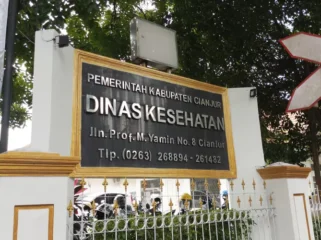 PEMERINTAH KABUPATEN CIANJUR
DINAS KESEHATAN
Jln. Prof. M. Yamin No. 8 Cianjur
Tlp. (0263) 268894 - 261482